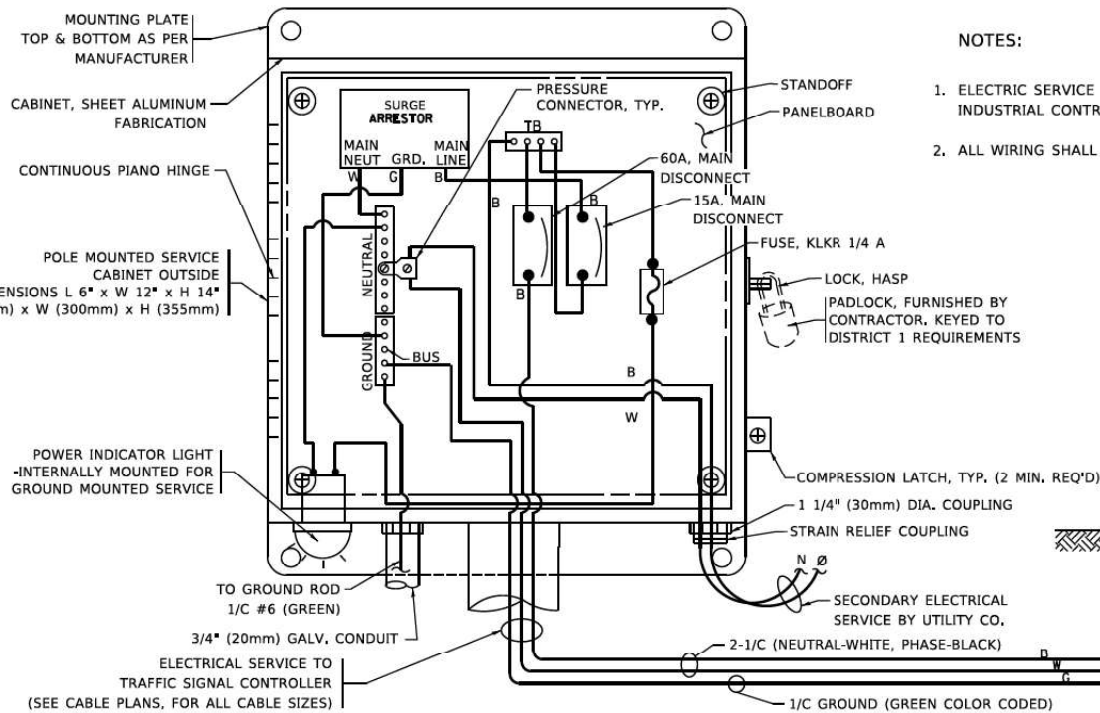 MOUNTING PLATE
TOP & BOTTOM AS PER
MANUFACTURER
CABINET, SHEET ALUMINUM
FABRICATION
CONTINUOUS PIANO HINGE
POLE MOUNTED SERVICE
CABINET OUTSIDE
ENSIONS L 6" x W 12" x H 14"
m) x W (300mm) x H (355mm)
POWER INDICATOR LIGHT
-INTERNALLY MOUNTED FOR
GROUND MOUNTED SERVICE
SURGE
ARRESTOR
MAIN
NEUT
GRD.
MAIN
LINE
W
G
B
PRESSURE
CONNECTOR, TYP.
TB
60A, MAIN
DISCONNECT
15A. MAIN
DISCONNECT
B
B
B
NEUTRAL
GROUND
BUS
B
W
STANDOFF
PANELBOARD
FUSE, KLKR 1/4 A
LOCK, HASP
PADLOCK, FURNISHED BY
CONTRACTOR, KEYED TO
DISTRICT 1 REQUIREMENTS
COMPRESSION LATCH, TYP. (2 MIN. REQ'D)
1 1/4" (30mm) DIA. COUPLING
STRAIN RELIEF COUPLING
N Ø
SECONDARY ELECTRICAL
SERVICE BY UTILITY CO.
2-1/C (NEUTRAL-WHITE, PHASE-BLACK)
B
W
G
1/C GROUND (GREEN COLOR CODED)
TO GROUND ROD
1/C #6 (GREEN)
3/4" (20mm) GALV. CONDUIT
ELECTRICAL SERVICE TO
TRAFFIC SIGNAL CONTROLLER
(SEE CABLE PLANS, FOR ALL CABLE SIZES)
NOTES:
1. ELECTRIC SERVICE
INDUSTRIAL CONTR
2. ALL WIRING SHALL